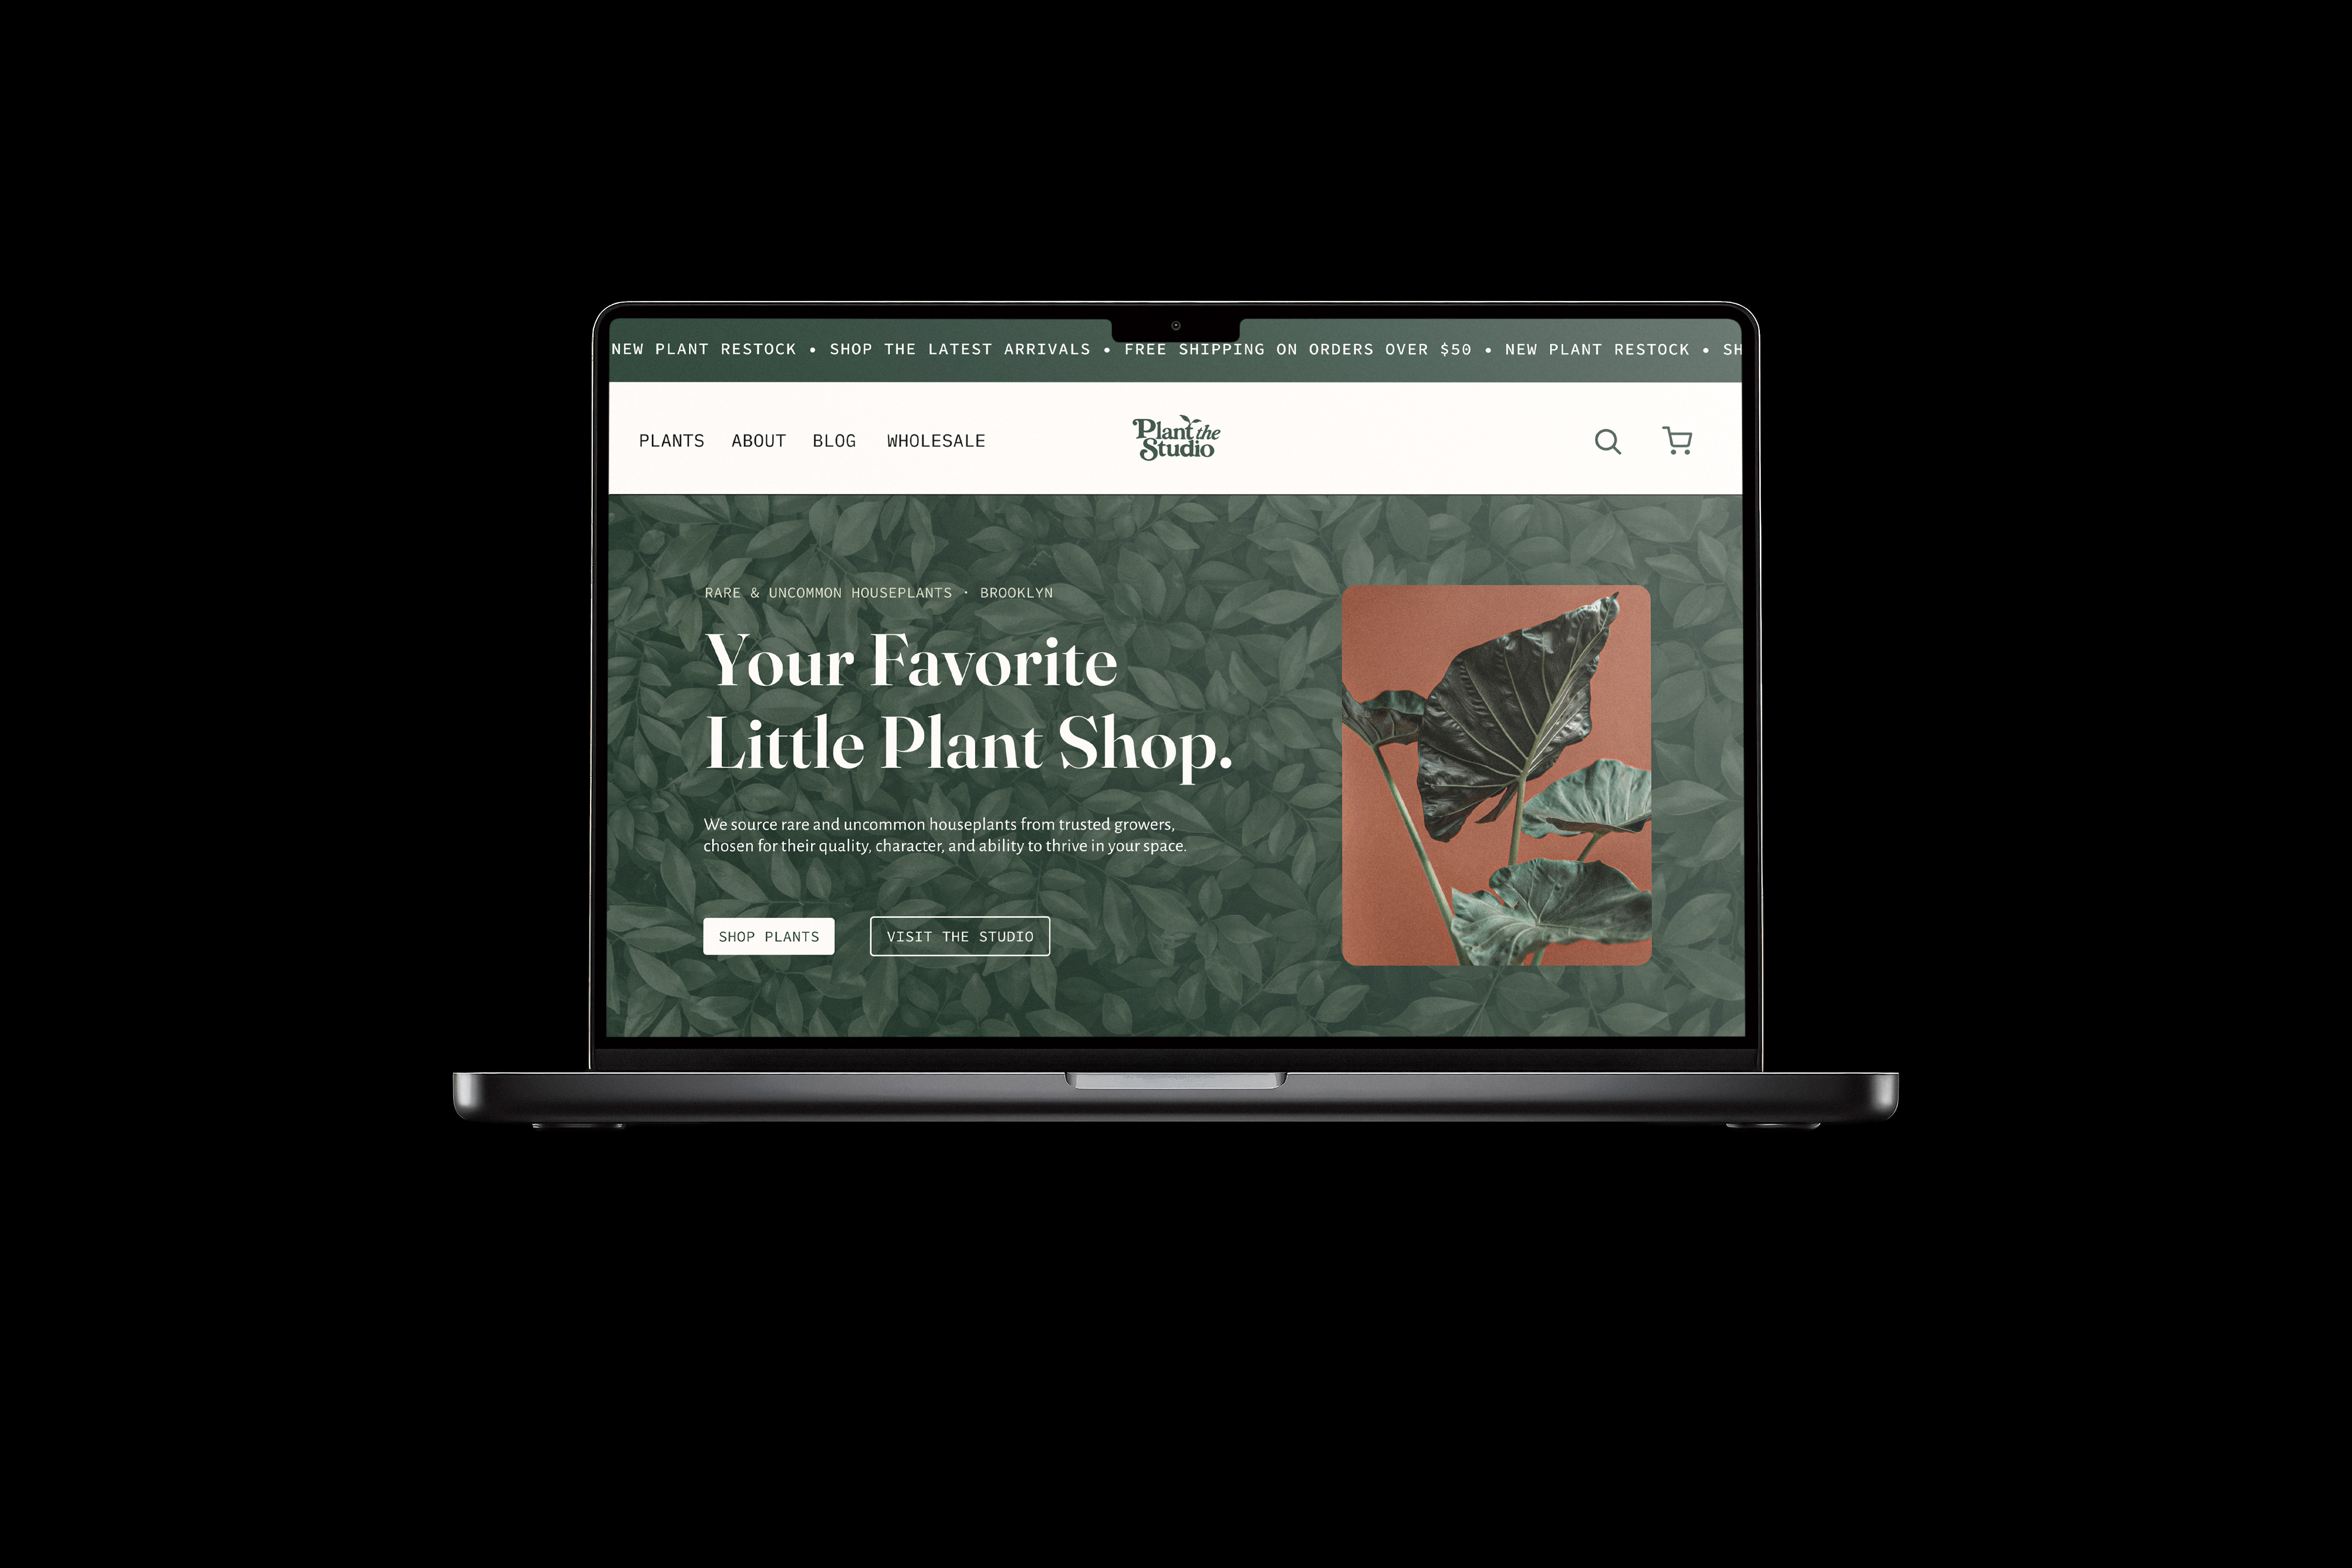 NEW PLANT RESTOCK • SHOP THE LATEST ARRIVALS • FREE SHIPPING ON ORDERS OVER $50 • NEW PLANT RESTOCK • SH
PLANTS ABOUT BLOG WHOLESALE
Plant the
Studio
RARE & UNCOMMON HOUSEPLANTS · BROOKLYN
Your Favorite
Little Plant Shop.
We source rare and uncommon houseplants from trusted growers,
chosen for their quality, character, and ability to thrive in your space.
SHOP PLANTS VISIT THE STUDIO